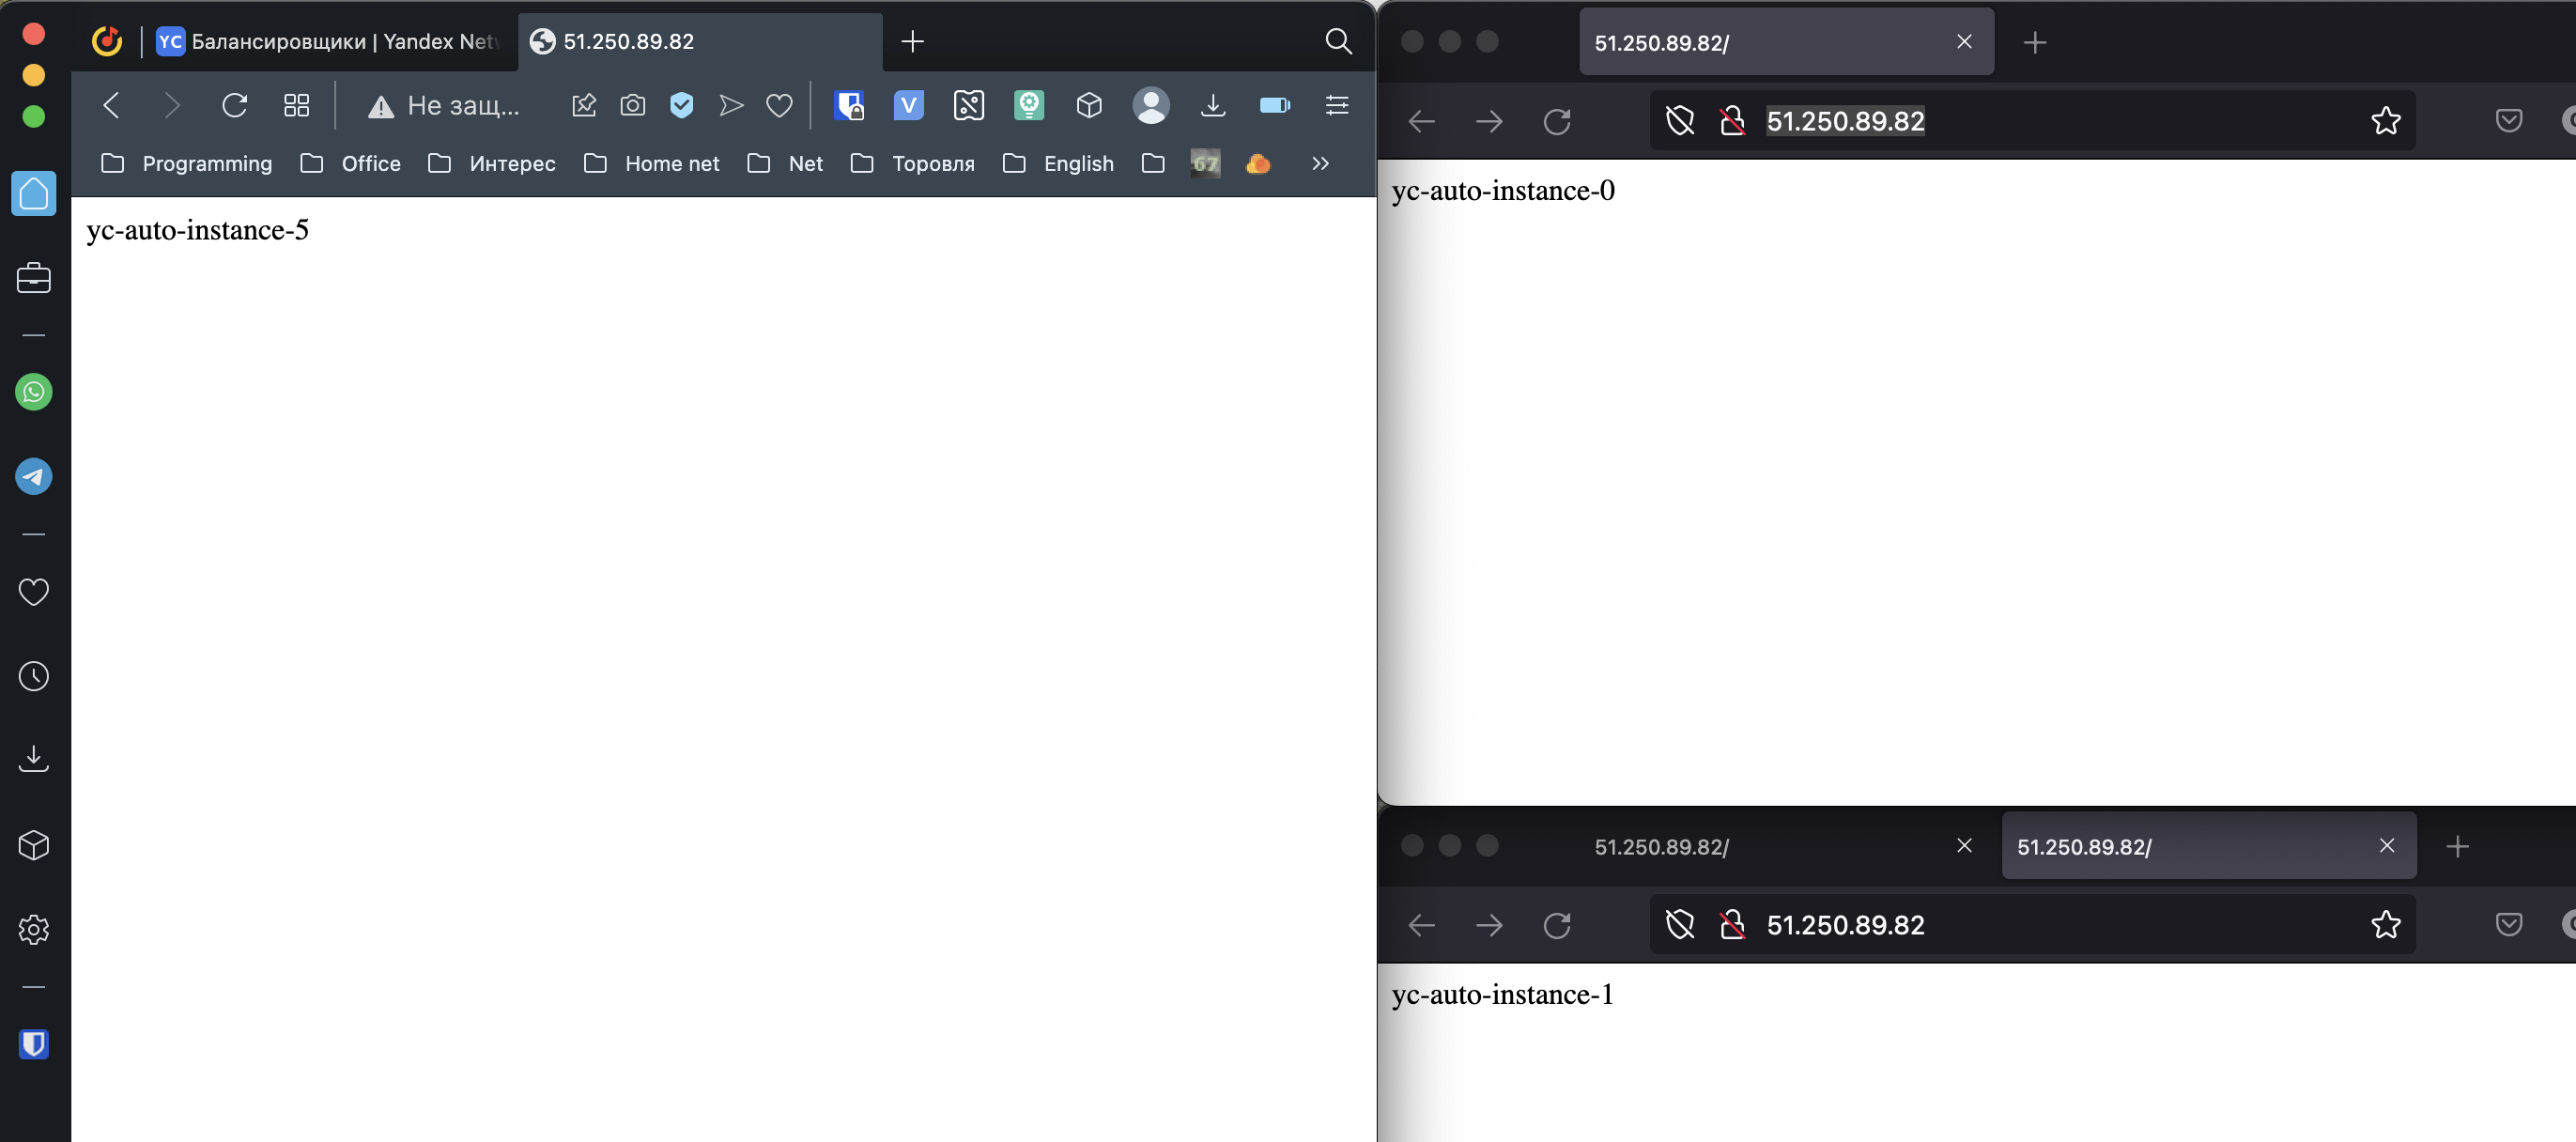 YC Балансировщики | Yandex Net
51.250.89.82
Не защ...
V
Programming Office Интерес Home net Net Торовля English 67
yc-auto-instance-5
51.250.89.82/
51.250.89.82
yc-auto-instance-0
51.250.89.82/ 51.250.89.82/
51.250.89.82
yc-auto-instance-1